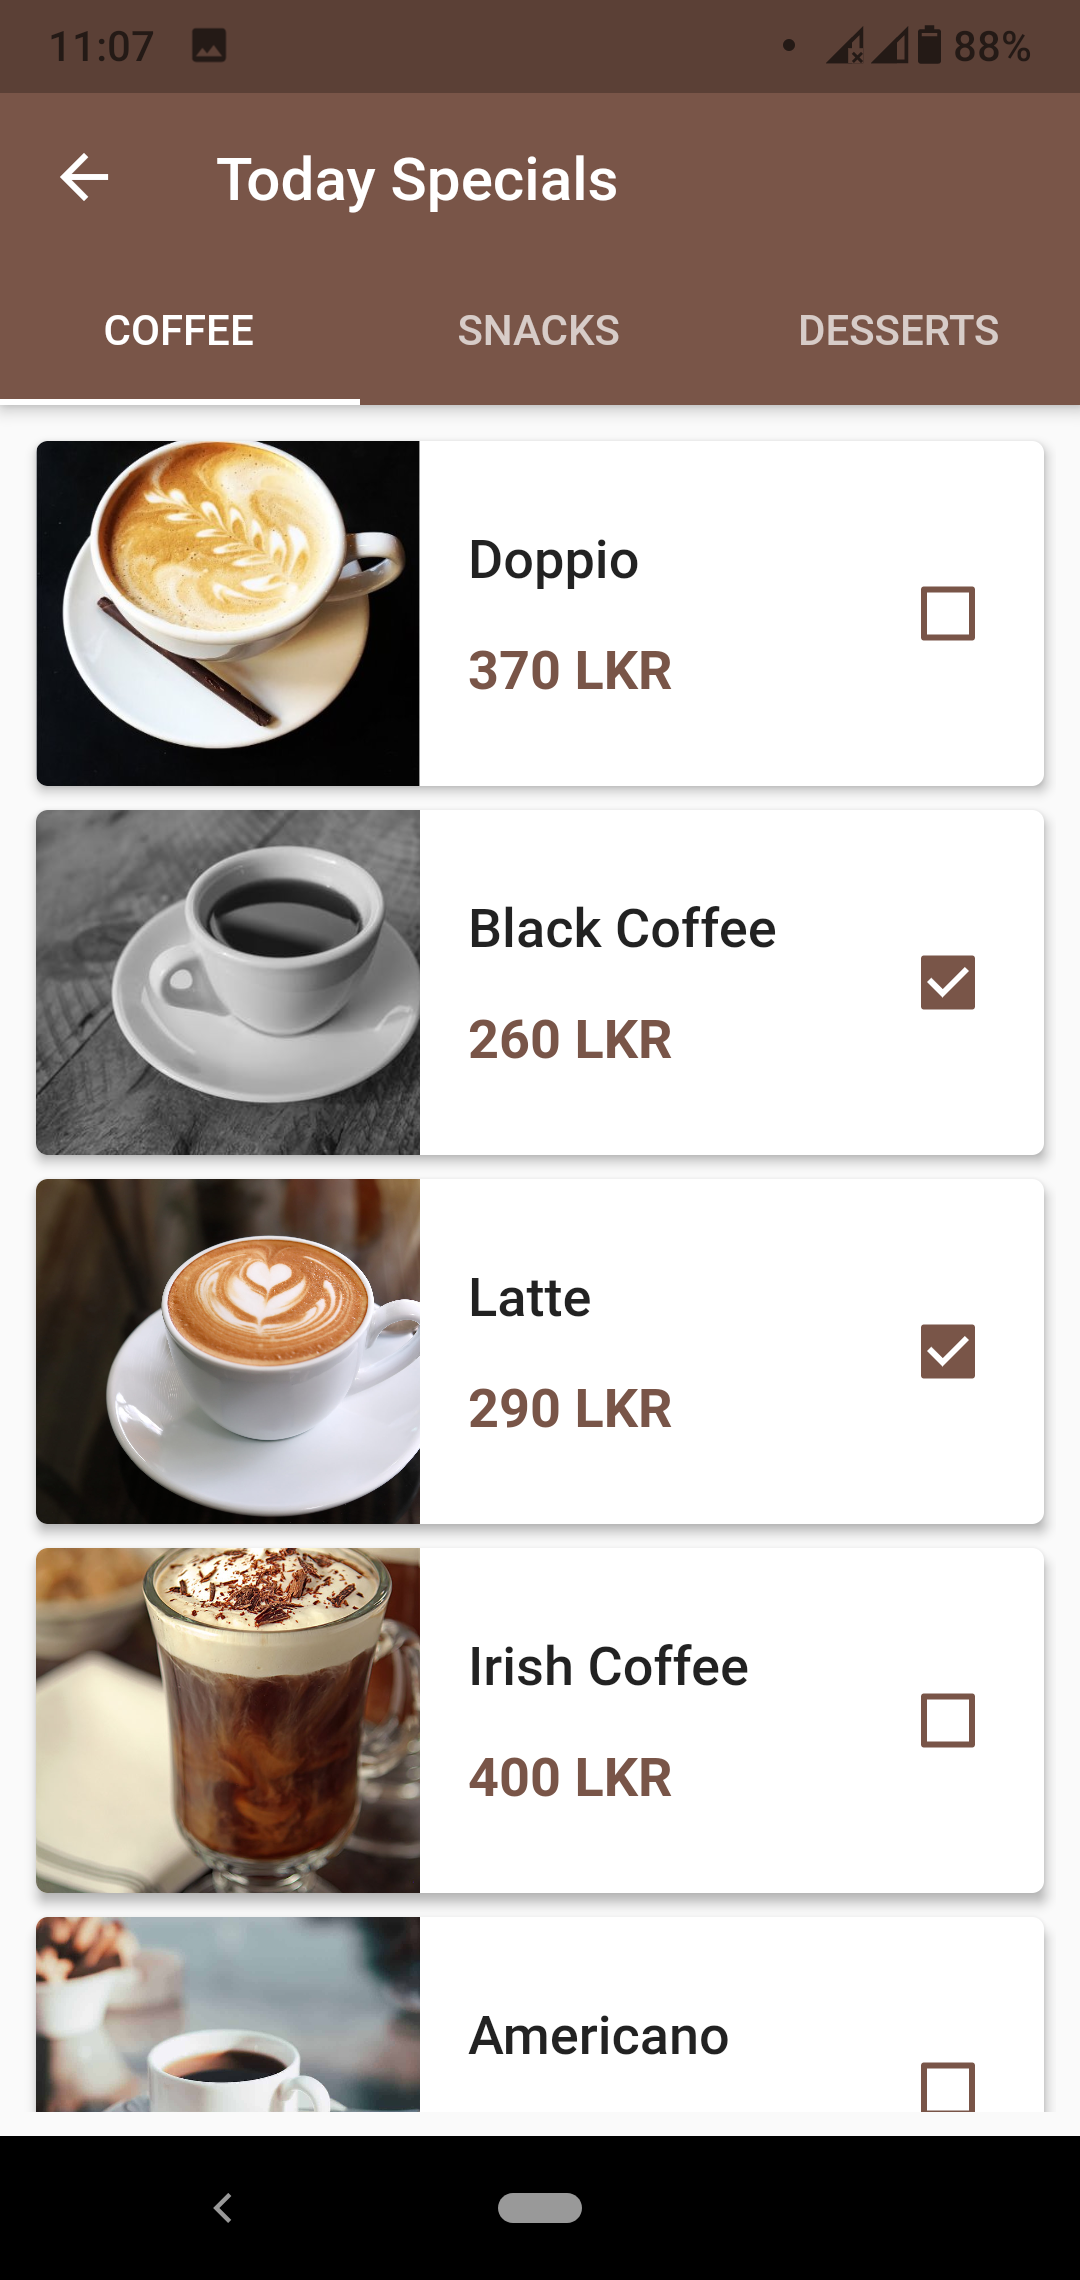 11:07 88%
Today Specials
COFFEE SNACKS DESSERTS
Doppio
370 LKR
Black Coffee
260 LKR
Latte
290 LKR
Irish Coffee
400 LKR
Americano